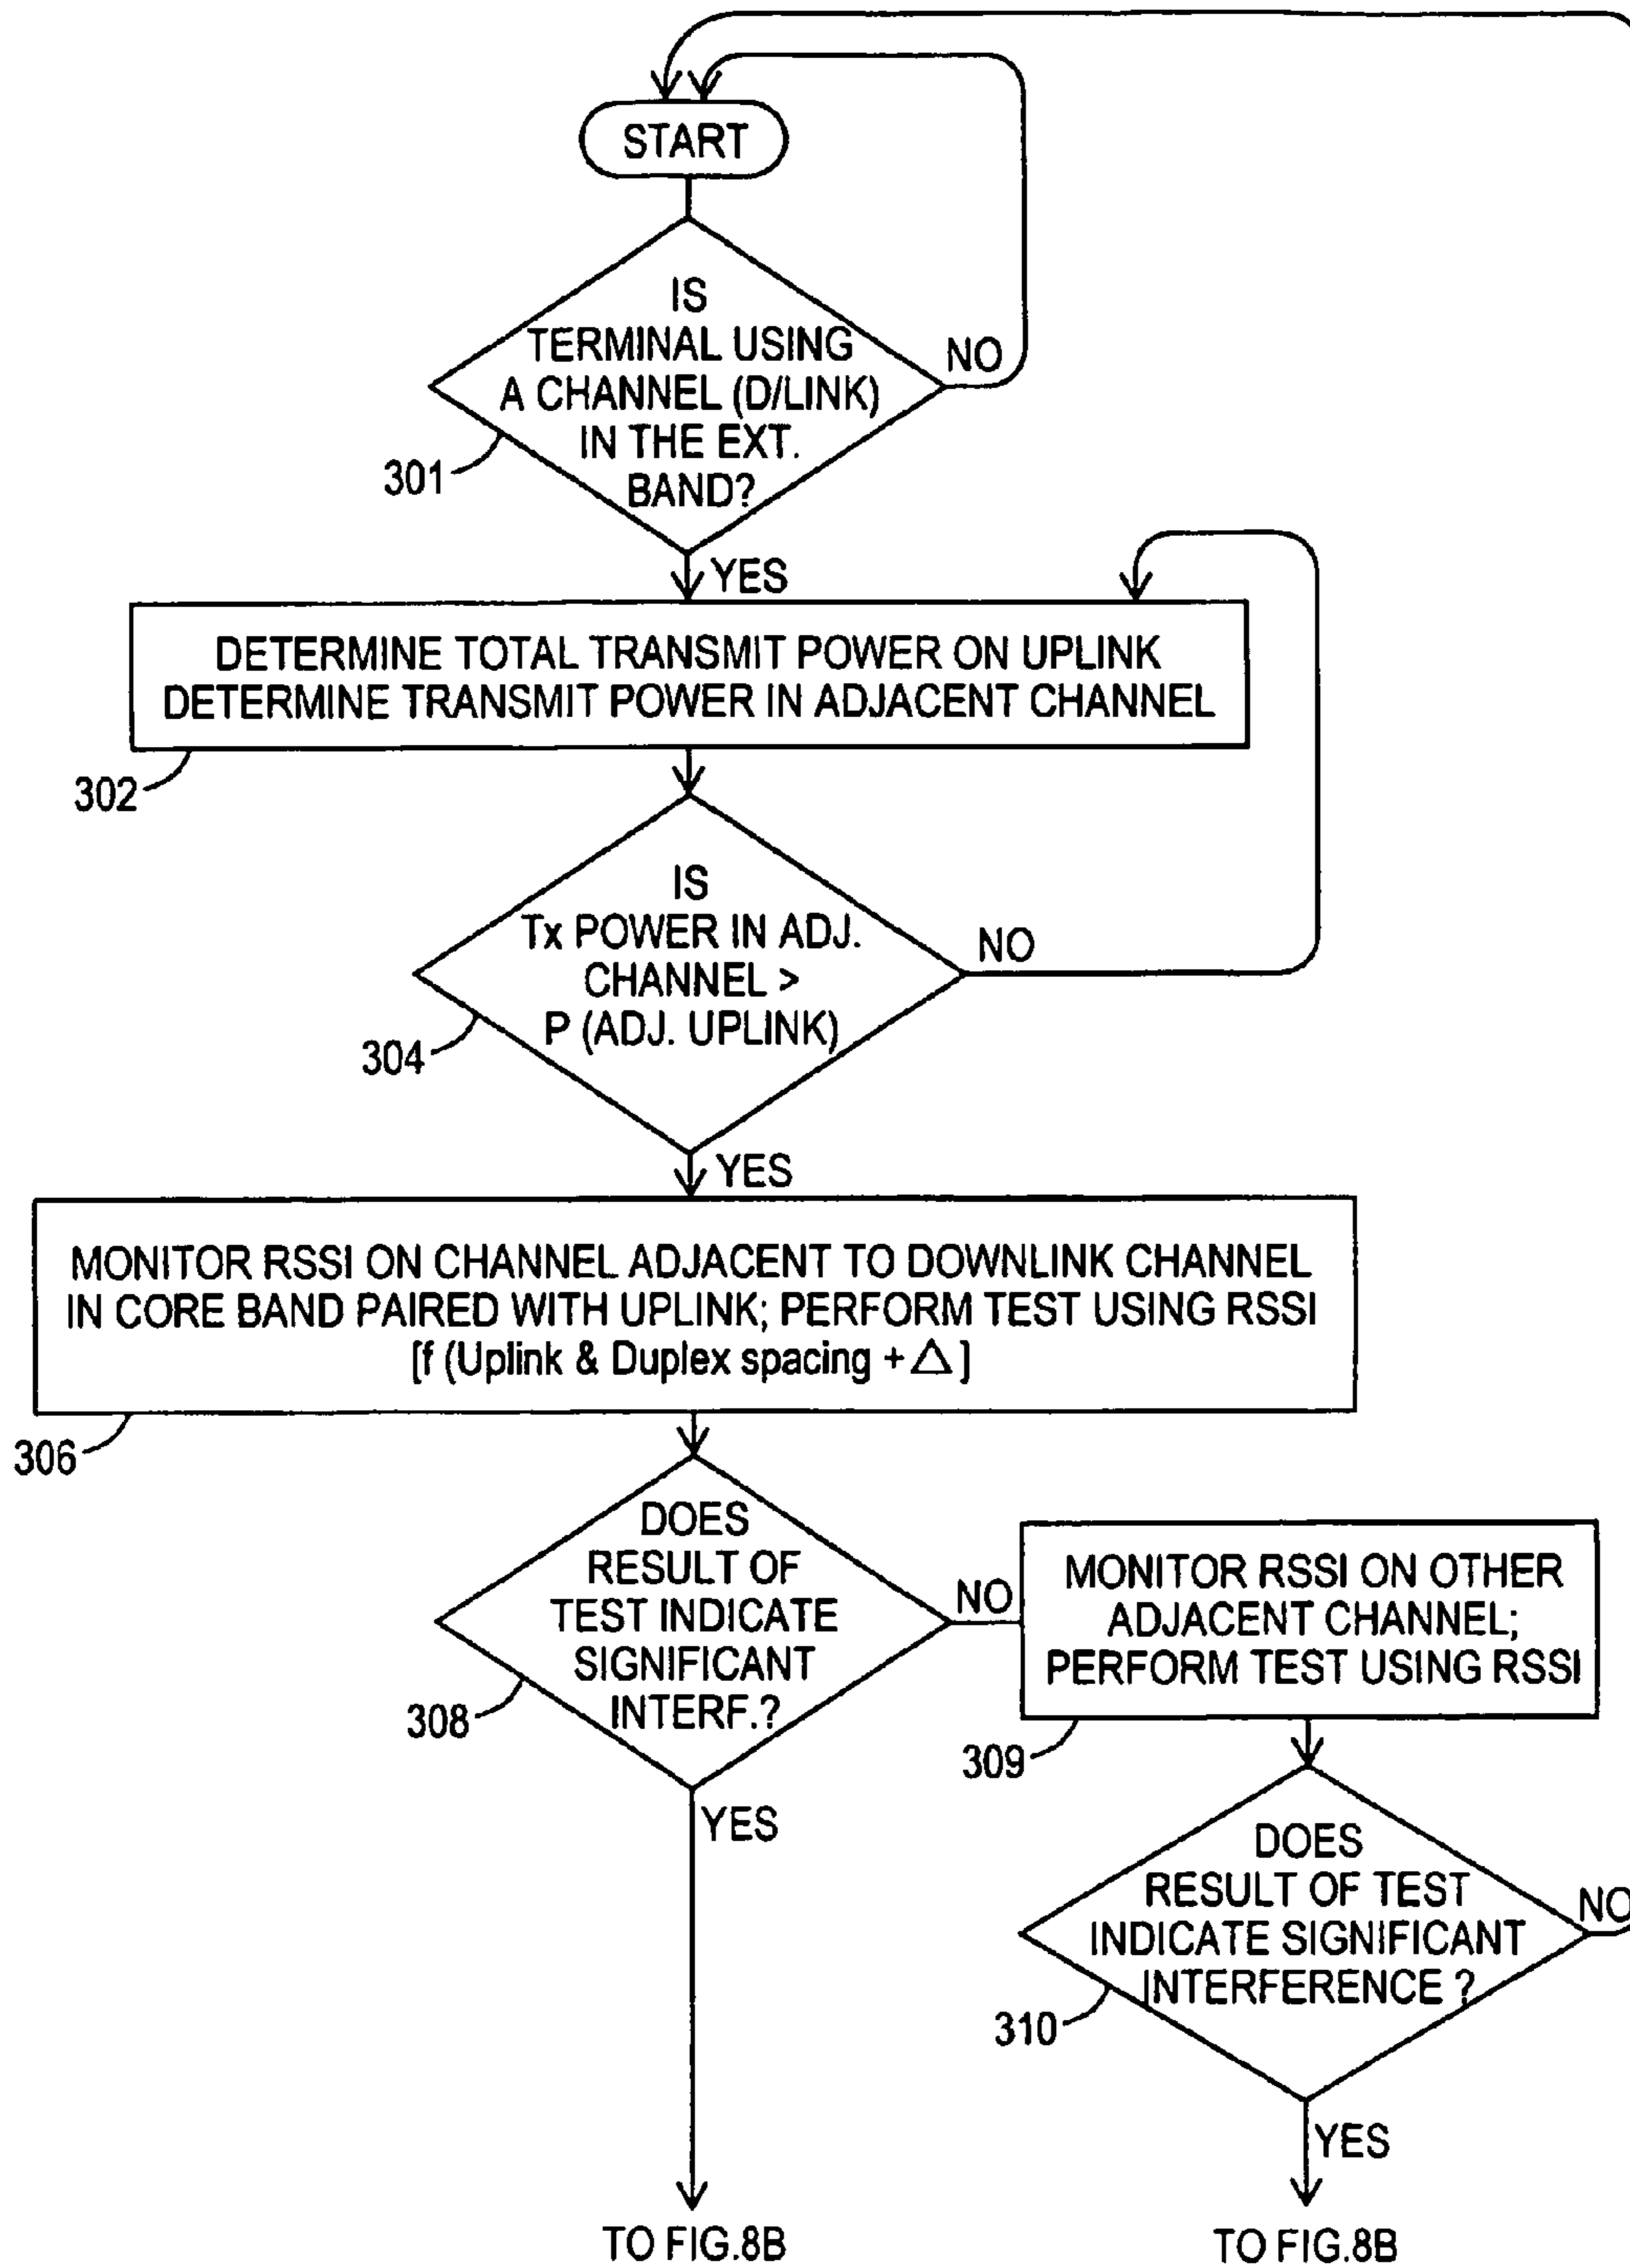 START
IS
TERMINAL USING
A CHANNEL (D/LINK)
IN THE EXT.
BAND?
NO
301
YES
DETERMINE TOTAL TRANSMIT POWER ON UPLINK
DETERMINE TRANSMIT POWER IN ADJACENT CHANNEL
302
IS
Tx POWER IN ADJ.
CHANNEL >
P (ADJ. UPLINK)
NO
304
YES
MONITOR RSSI ON CHANNEL ADJACENT TO DOWNLINK CHANNEL
IN CORE BAND PAIRED WITH UPLINK; PERFORM TEST USING RSSI
[f (Uplink & Duplex spacing + △ ]
306
DOES
RESULT OF
TEST INDICATE
SIGNIFICANT
INTERF.?
NO
308
YES
MONITOR RSSI ON OTHER
ADJACENT CHANNEL;
PERFORM TEST USING RSSI
309
DOES
RESULT OF TEST
INDICATE SIGNIFICANT
INTERFERENCE ?
NO
310
YES
TO FIG.8B
TO FIG.8B